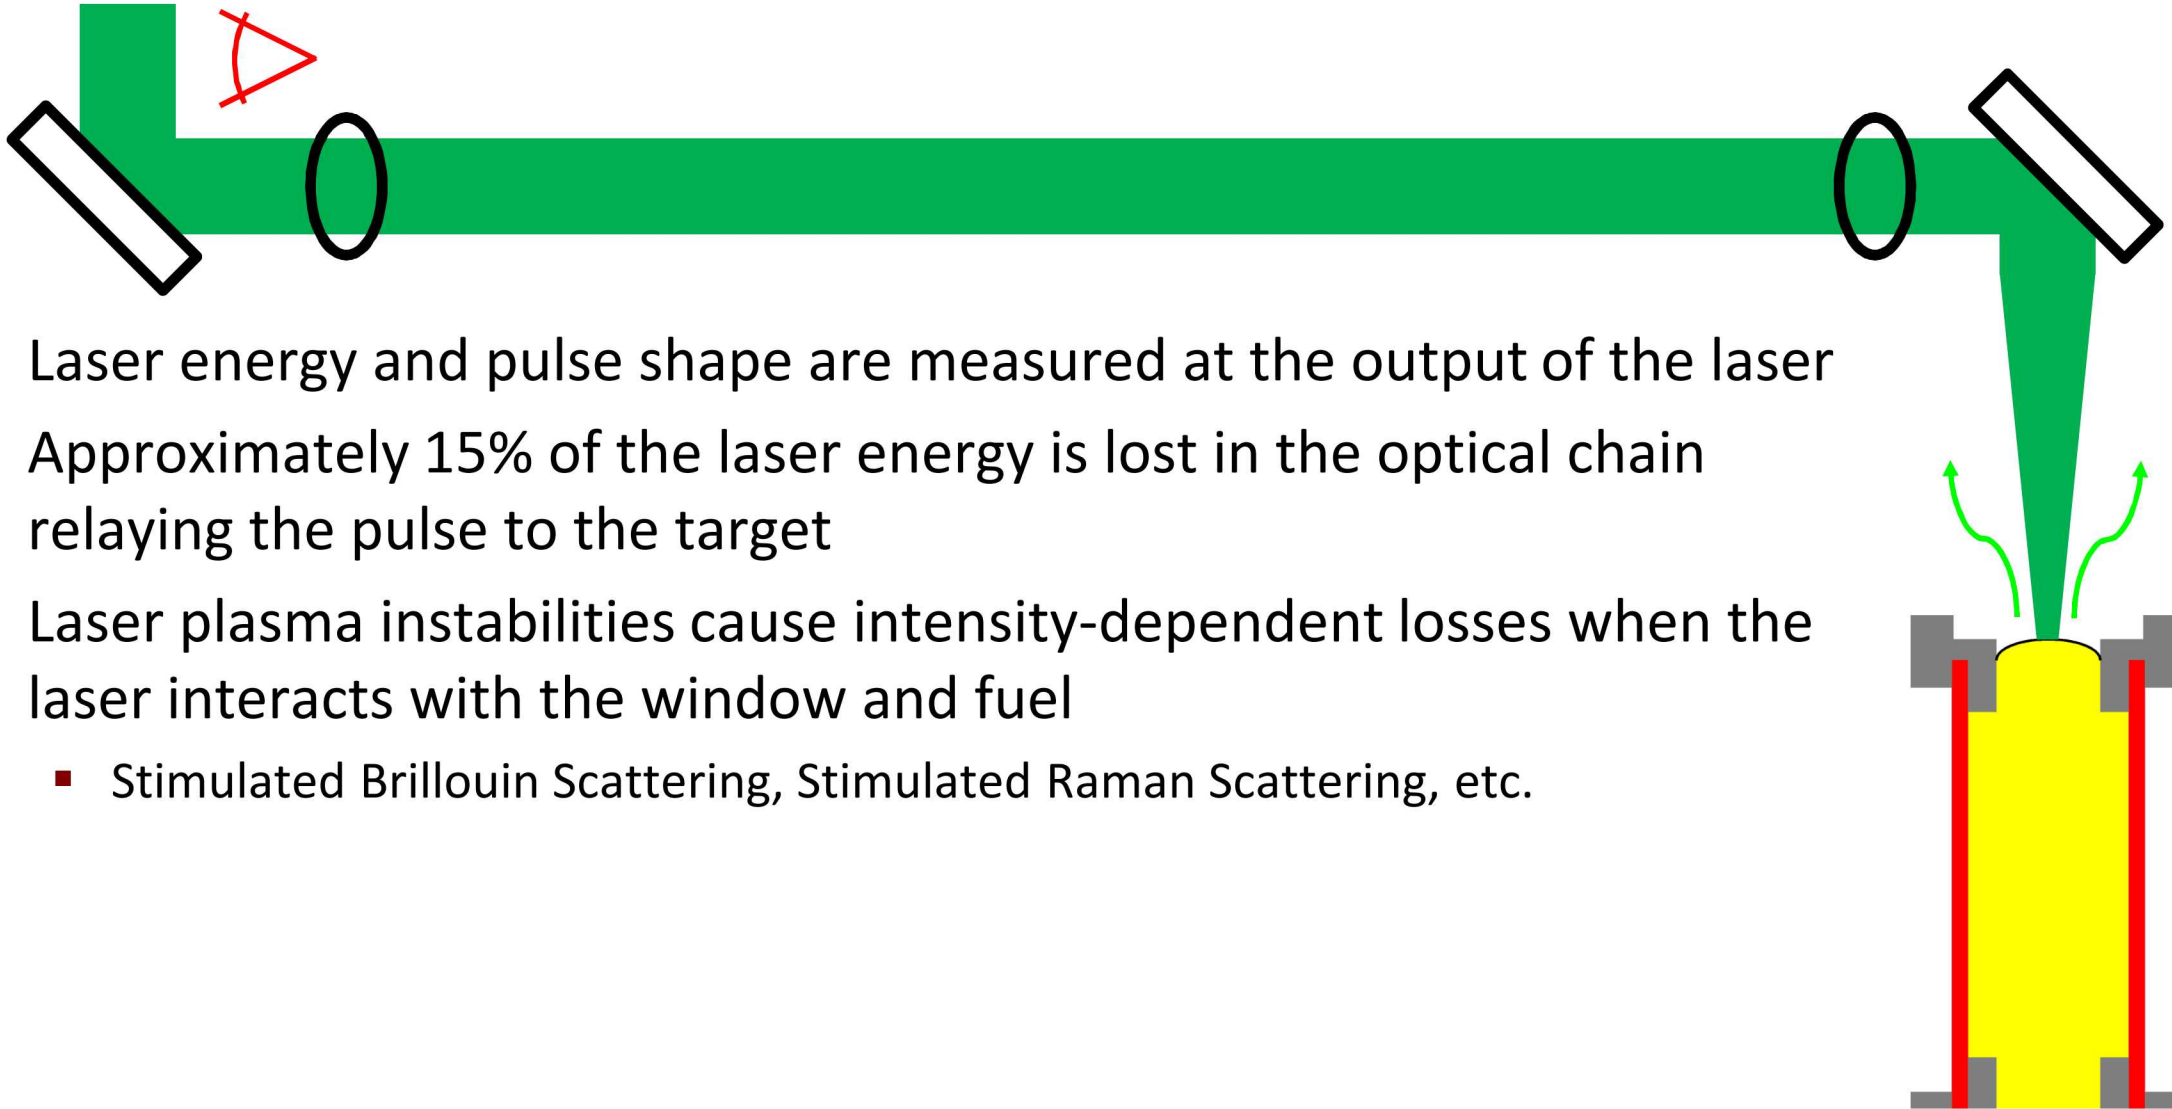 Laser energy and pulse shape are measured at the output of the laser
Approximately 15% of the laser energy is lost in the optical chain
relaying the pulse to the target
Laser plasma instabilities cause intensity-dependent losses when the
laser interacts with the window and fuel
▪ Stimulated Brillouin Scattering, Stimulated Raman Scattering, etc.